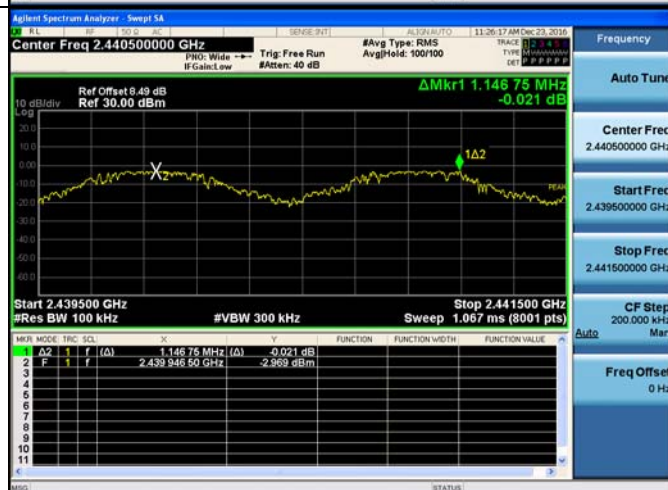 Agilent Spectrum Analyzer - Swept SA
RL RF 50 Ω AC SENSE:INT ALIGN AUTO 11:26:17 AM Dec 23, 2016
Center Freq 2.440500000 GHz
PNO: Wide
IFGain:Low
Trig: Free Run
#Atten: 40 dB
#Avg Type: RMS
Avg|Hold: 100/100
TRACE 1 2 3 4 5 6
TYPE
DET P P P P P P
Ref Offset 8.49 dB
10 dB/div Ref 30.00 dBm
Log
ΔMkr1 1.146 75 MHz
-0.021 dB
20.0
10.0
0.00
-10.0
-20.0
-30.0
-40.0
-50.0
-60.0
X2
1Δ2
PEAK
Start 2.439500 GHz Stop 2.441500 GHz
#Res BW 100 kHz #VBW 300 kHz Sweep 1.067 ms (8001 pts)
MKR MODE TRC SCL X Y FUNCTION FUNCTION WIDTH FUNCTION VALUE
1 Δ2 1 f (Δ) 1.146 75 MHz (Δ) -0.021 dB
2 F 1 f 2.439 946 50 GHz -2.969 dBm
3
4
5
6
7
8
9
10
11
MSG STATUS
Frequency
Auto Tune
Center Freq
2.440500000 GHz
Start Freq
2.439500000 GHz
Stop Freq
2.441500000 GHz
CF Step
200.000 kHz
Auto Man
Freq Offset
0 Hz